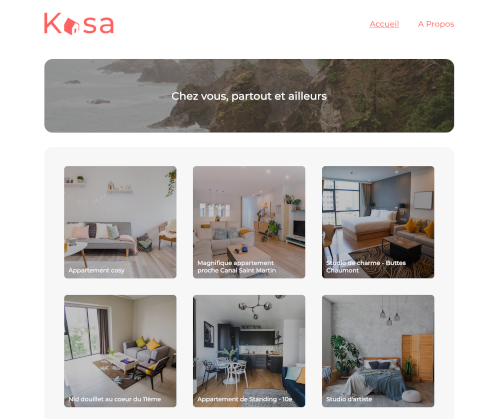 Kasa
Accueil A Propos
Chez vous, partout et ailleurs
Appartement cosy
Magnifique appartement
proche Canal Saint Martin
Studio de charme - Buttes
Chaumont
Nid douillet au coeur du 11ème
Appartement de Standing - 10e
Studio d'artiste